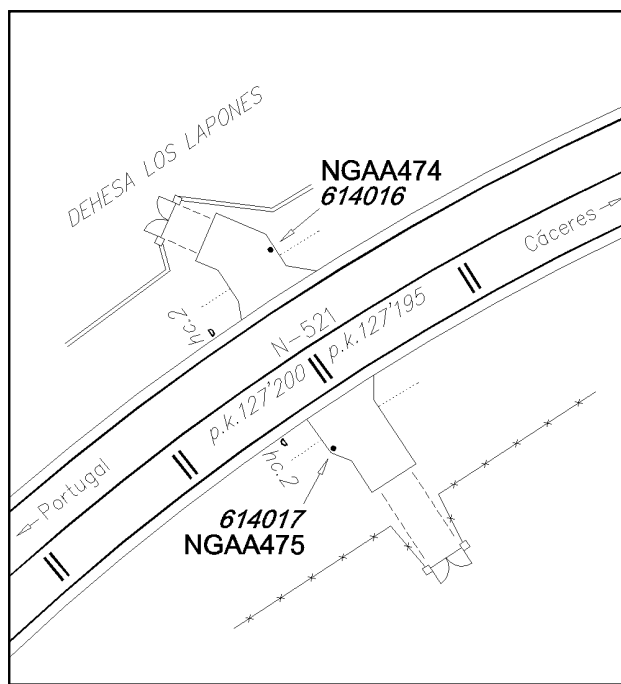 DEHESA LOS LAPONES
NGAA474
614016
Cáceres
hc.2
N-521
p.k.127'195
p.k.127'200
Portugal
hc.2
614017
NGAA475